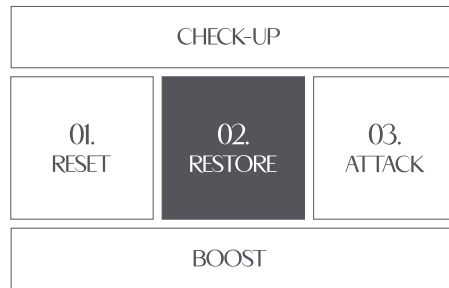 CHECK-UP
01.
RESET
02.
RESTORE
03.
ATTACK
BOOST